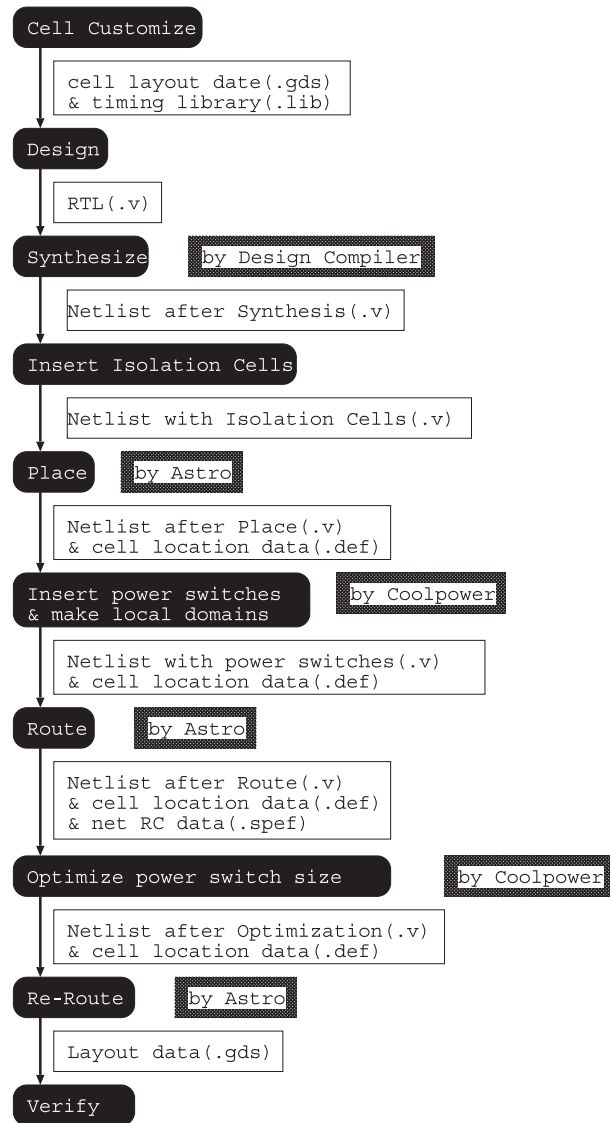 Cell Customize
cell layout date(.gds)
& timing library(.lib)
Design
RTL(.v)
Synthesize
by Design Compiler
Netlist after Synthesis(.v)
Insert Isolation Cells
Netlist with Isolation Cells(.v)
Place
by Astro
Netlist after Place(.v)
& cell location data(.def)
Insert power switches
& make local domains
by Coolpower
Netlist with power switches(.v)
& cell location data(.def)
Route
by Astro
Netlist after Route(.v)
& cell location data(.def)
& net RC data(.spef)
Optimize power switch size
by Coolpower
Netlist after Optimization(.v)
& cell location data(.def)
Re-Route
by Astro
Layout data(.gds)
Verify